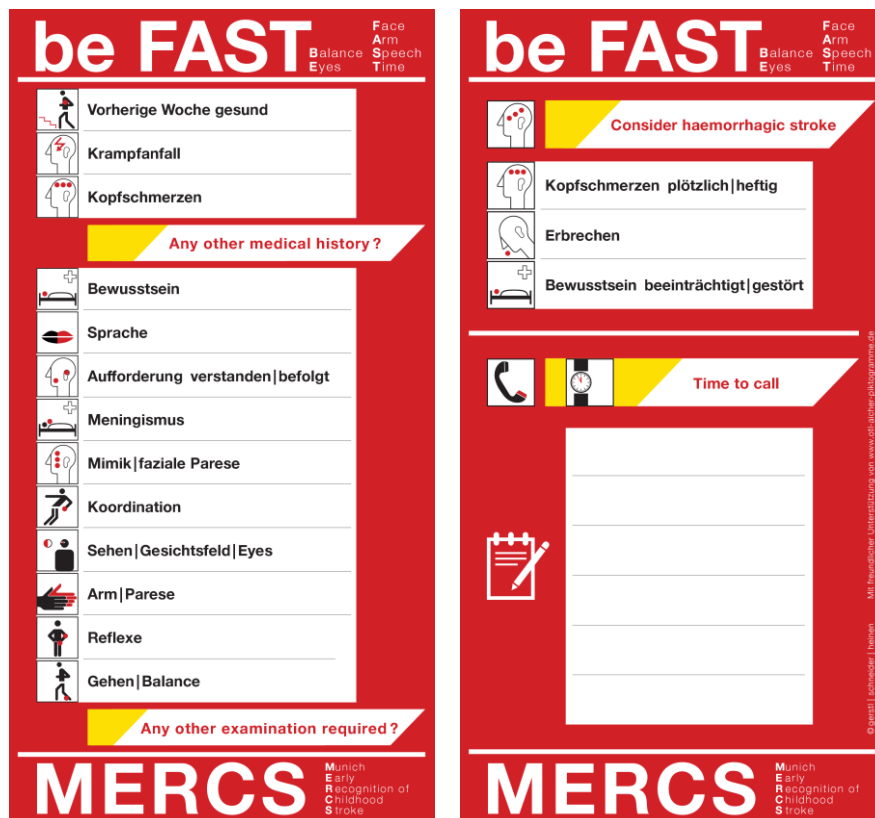 be FAST
Balance
Eyes
Face
Arm
Speech
Time
Vorherige Woche gesund
Krampfanfall
Kopfschmerzen
Any other medical history?
Bewusstsein
Sprache
Aufforderung verstanden|befolgt
Meningismus
Mimik|faziale Parese
Koordination
Sehen|Gesichtsfeld|Eyes
Arm|Parese
Reflexe
Gehen|Balance
Any other examination required?
MERCS
Munich
Early
Recognition of
Childhood
Stroke
be FAST
Balance
Eyes
Face
Arm
Speech
Time
Consider haemorrhagic stroke
Kopfschmerzen plötzlich|heftig
Erbrechen
Bewusstsein beeinträchtigt|gestört
Time to call
© gerstl | schneider | heinen Mit freundlicher Unterstützung von www.otl-aicher-piktogramme.de
MERCS
Munich
Early
Recognition of
Childhood
Stroke